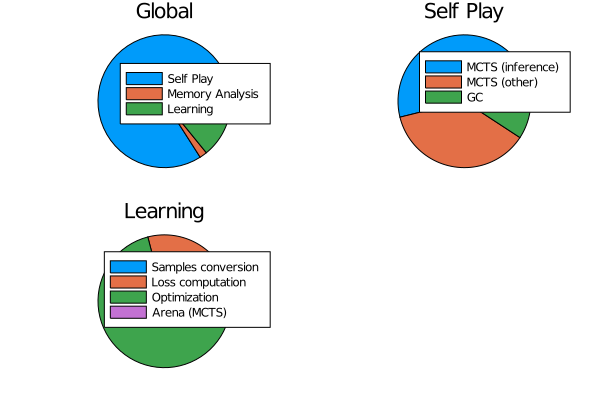 Global
Self Play
Memory Analysis
Learning
Self Play
MCTS (inference)
MCTS (other)
GC
Learning
Samples conversion
Loss computation
Optimization
Arena (MCTS)